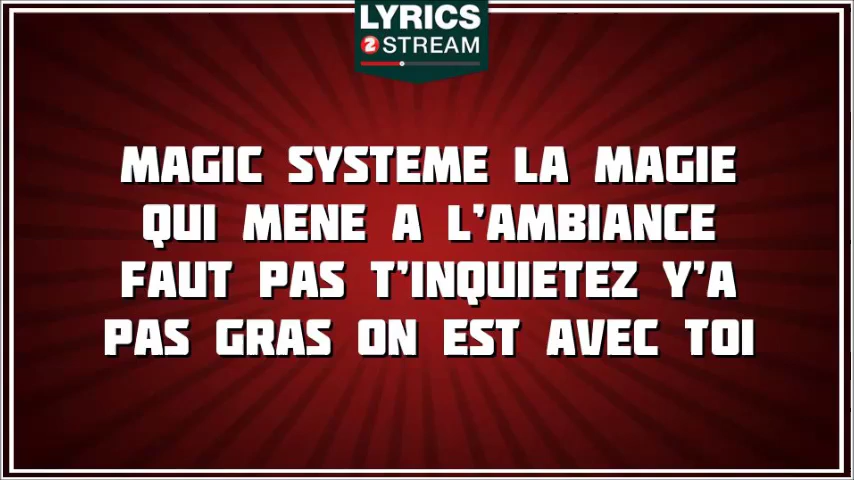 LYRICS
2 STREAM
MAGIC SYSTEME LA MAGIE
QUI MENE A L'AMBIANCE
FAUT PAS T'INQUIETEZ Y'A
PAS GRAS ON EST AVEC TOI